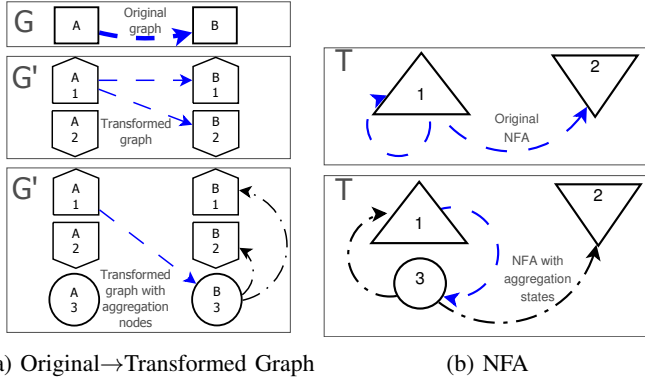 G
A
Original
graph
B
G'
A
1
B
1
A
2
Transformed
graph
B
2
G'
A
1
B
1
A
2
B
2
A
3
Transformed
graph with
aggregation
nodes
B
3
a) Original→Transformed Graph
T
1
2
Original
NFA
T
1
2
3
NFA with
aggregation
states
(b) NFA